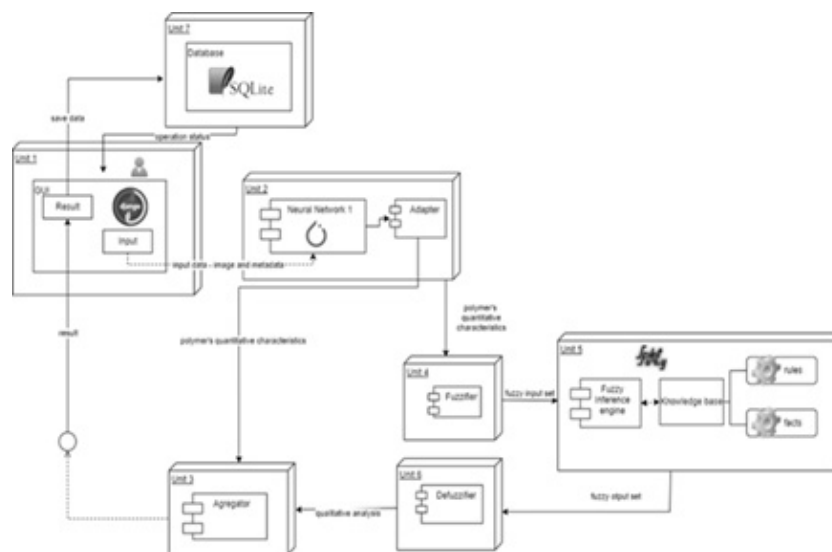 Unit 7
Database
SQLite
save data
operation status
Unit 1
GUI
Result
Input
Unit 2
Neural Network 1
Adapter
input data - image and metadata
polymer's
quantitative
characteristics
result
polymer's quantitative characteristics
Unit 4
Fuzzifier
fuzzy input set
Unit 5
Fuzzy
inference
engine
Knowledge base
rules
facts
Unit 3
Agregator
qualitative analysis
Unit 6
Defuzzifier
fuzzy otput set